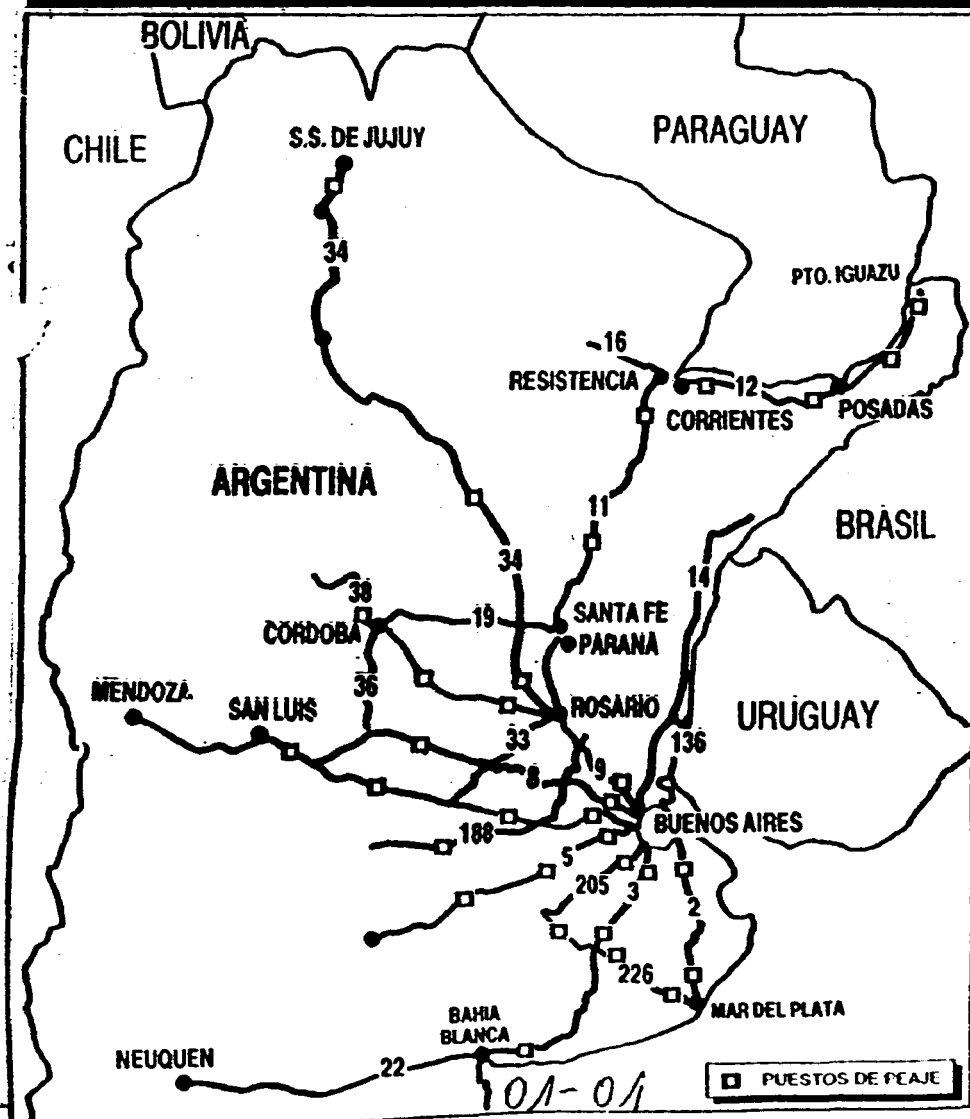 BOLIVIA
CHILE
S.S. DE JUJUY
PARAGUAY
34
PTO. IGUAZU
16
RESISTENCIA
12
CORRIENTES
POSADAS
ARGENTINA
11
BRASIL
34
14
38
19
SANTA FE
CORDOBA
PARANA
36
MENDOZA
SAN LUIS
ROSARIO
URUGUAY
33
136
9
8
BUENOS AIRES
188
5
205
3
2
226
MAR DEL PLATA
BAHIA
BLANCA
NEUQUEN
22
01-01
PUESTOS DE PEAJE